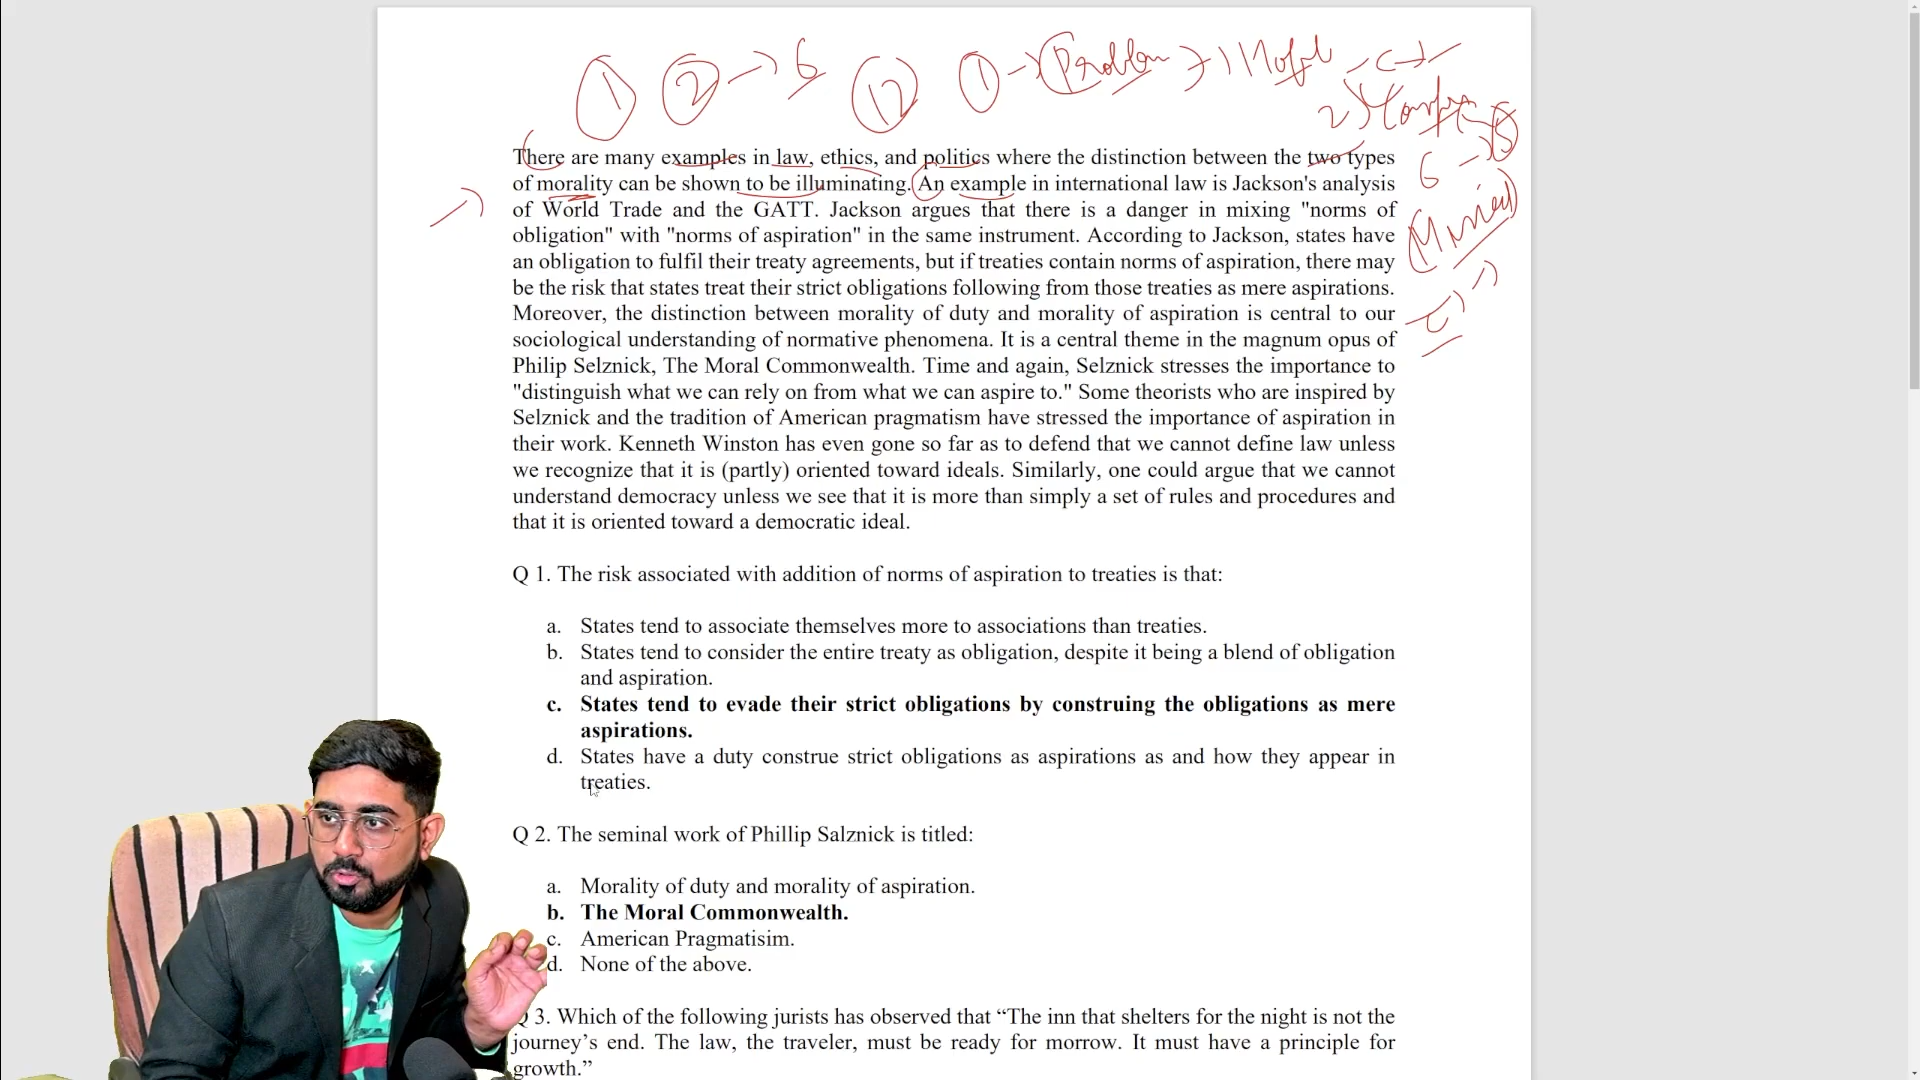 1 2 → 6 12 1 → Problem
2)
6
There are many examples in law, ethics, and politics where the distinction between the two types
of morality can be shown to be illuminating. An example in international law is Jackson's analysis
of World Trade and the GATT. Jackson argues that there is a danger in mixing "norms of
obligation" with "norms of aspiration" in the same instrument. According to Jackson, states have
an obligation to fulfil their treaty agreements, but if treaties contain norms of aspiration, there may
be the risk that states treat their strict obligations following from those treaties as mere aspirations.
Moreover, the distinction between morality of duty and morality of aspiration is central to our
sociological understanding of normative phenomena. It is a central theme in the magnum opus of
Philip Selznick, The Moral Commonwealth. Time and again, Selznick stresses the importance to
"distinguish what we can rely on from what we can aspire to." Some theorists who are inspired by
Selznick and the tradition of American pragmatism have stressed the importance of aspiration in
their work. Kenneth Winston has even gone so far as to defend that we cannot define law unless
we recognize that it is (partly) oriented toward ideals. Similarly, one could argue that we cannot
understand democracy unless we see that it is more than simply a set of rules and procedures and
that it is oriented toward a democratic ideal.
Q 1. The risk associated with addition of norms of aspiration to treaties is that:
a. States tend to associate themselves more to associations than treaties.
b. States tend to consider the entire treaty as obligation, despite it being a blend of obligation
and aspiration.
c. States tend to evade their strict obligations by construing the obligations as mere
aspirations.
d. States have a duty construe strict obligations as aspirations as and how they appear in
treaties.
Q 2. The seminal work of Phillip Salznick is titled:
a. Morality of duty and morality of aspiration.
b. The Moral Commonwealth.
c. American Pragmatisim.
d. None of the above.
Q 3. Which of the following jurists has observed that “The inn that shelters for the night is not the
journey’s end. The law, the traveler, must be ready for morrow. It must have a principle for
growth.”